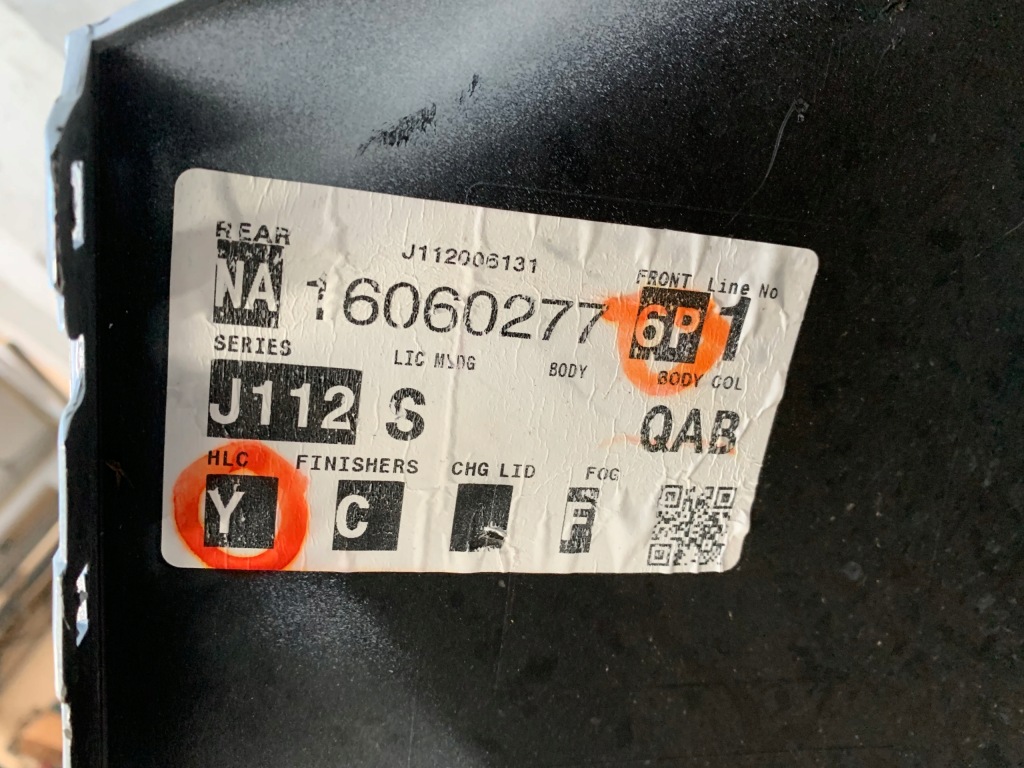 REAR
J112006131
FRONT Line No
NA 16060277 6P 1
SERIES LIC MLDG BODY BODY COL
J112 S QAB
HLC FINISHERS CHG LID FOG
Y C F